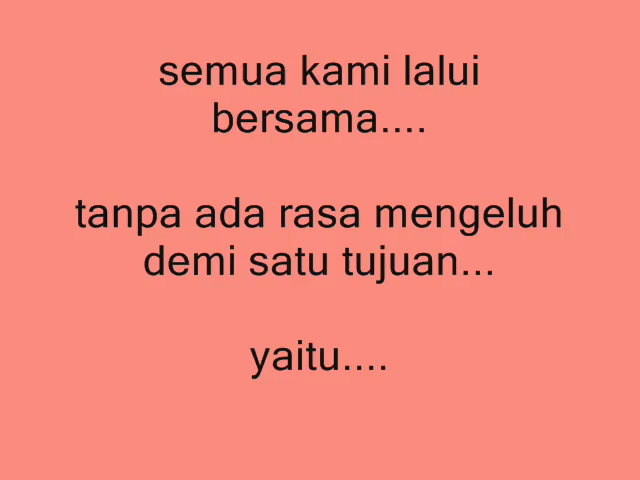 semua kami lalui
bersama....
tanpa ada rasa mengeluh
demi satu tujuan...
yaitu....